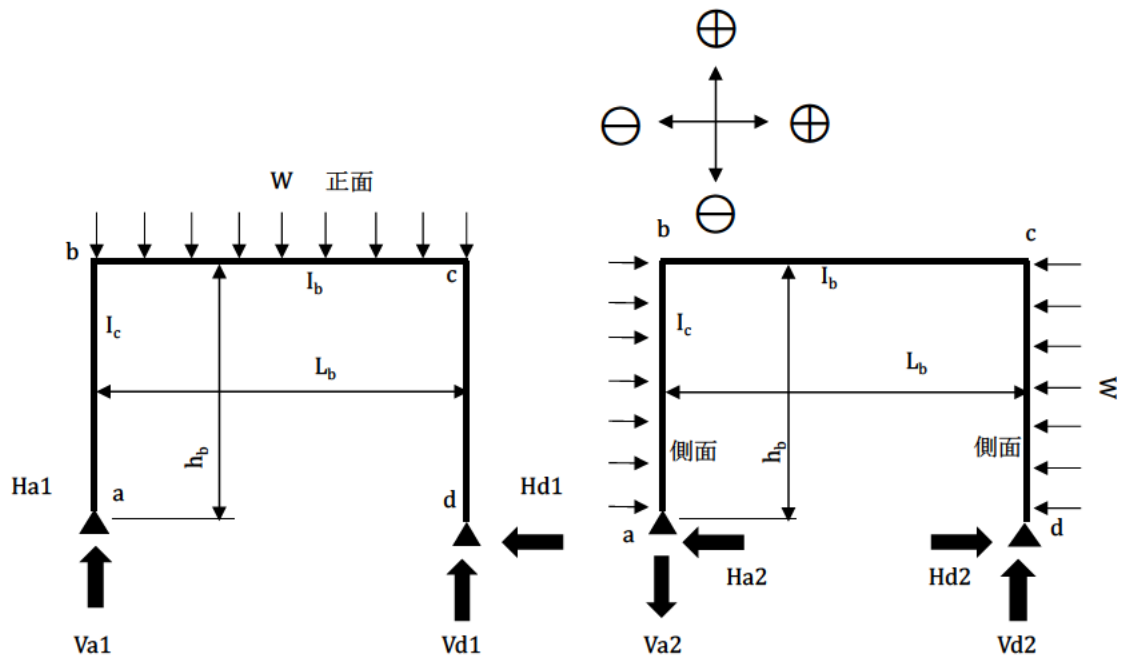 W 正面
b
c
I_b
I_c
L_b
h_b
Ha1
a
d
Hd1
Va1
Vd1
⊕
⊖
⊕
⊖
b
c
I_b
I_c
L_b
W
側面
h_b
側面
a
d
Ha2
Hd2
Va2
Vd2